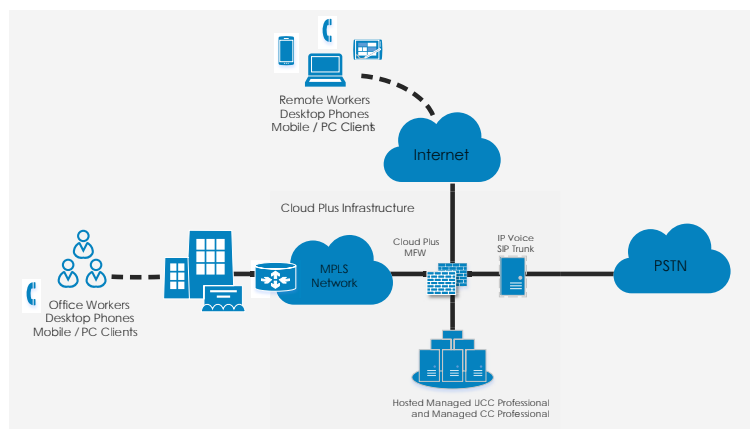 Remote Workers
Desktop Phones
Mobile / PC Clients
Internet
Cloud Plus Infrastructure
Cloud Plus
MFW
IP Voice
SIP Trunk
MPLS
Network
PSTN
Office Workers
Desktop Phones
Mobile / PC Clients
Hosted Managed UCC Professional
and Managed CC Professional